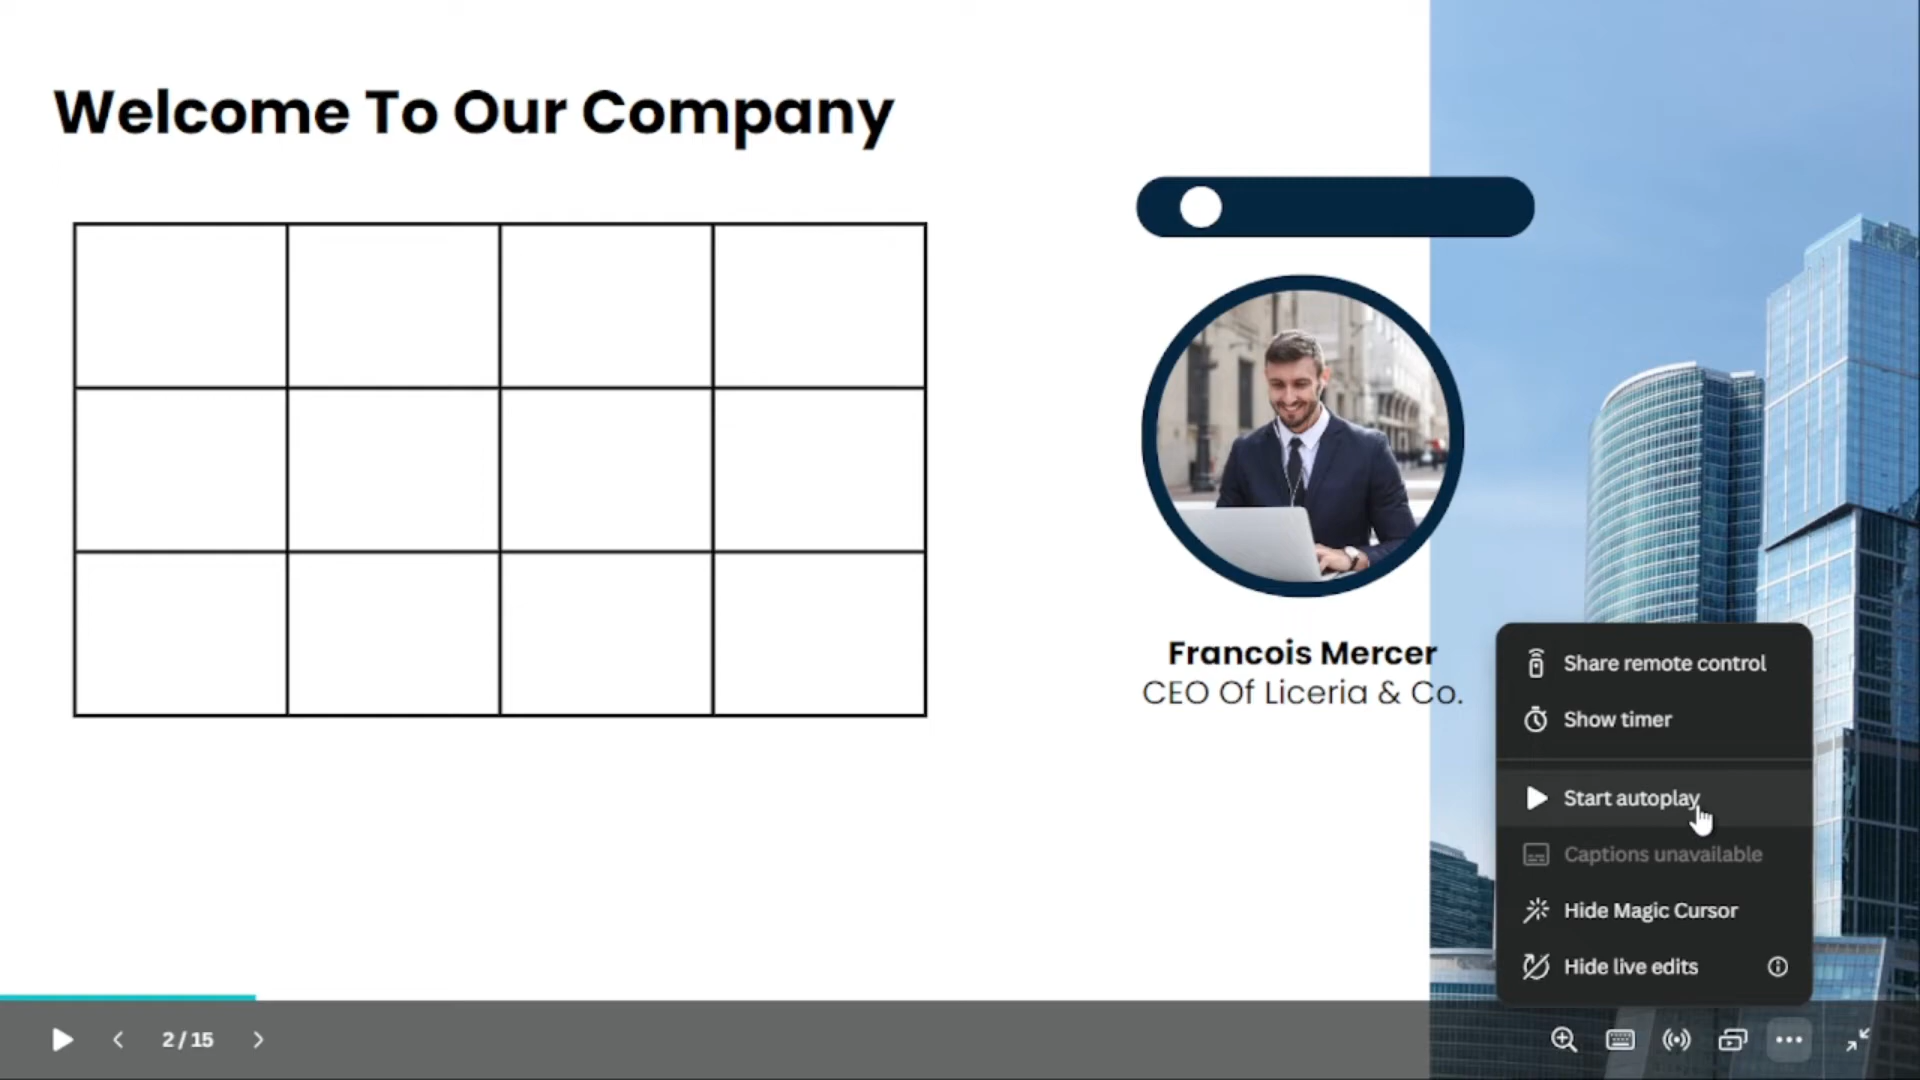 Welcome To Our Company
Francois Mercer
CEO Of Liceria & Co.
Share remote control
Show timer
Start autoplay
Captions unavailable
Hide Magic Cursor
Hide live edits
2 / 15